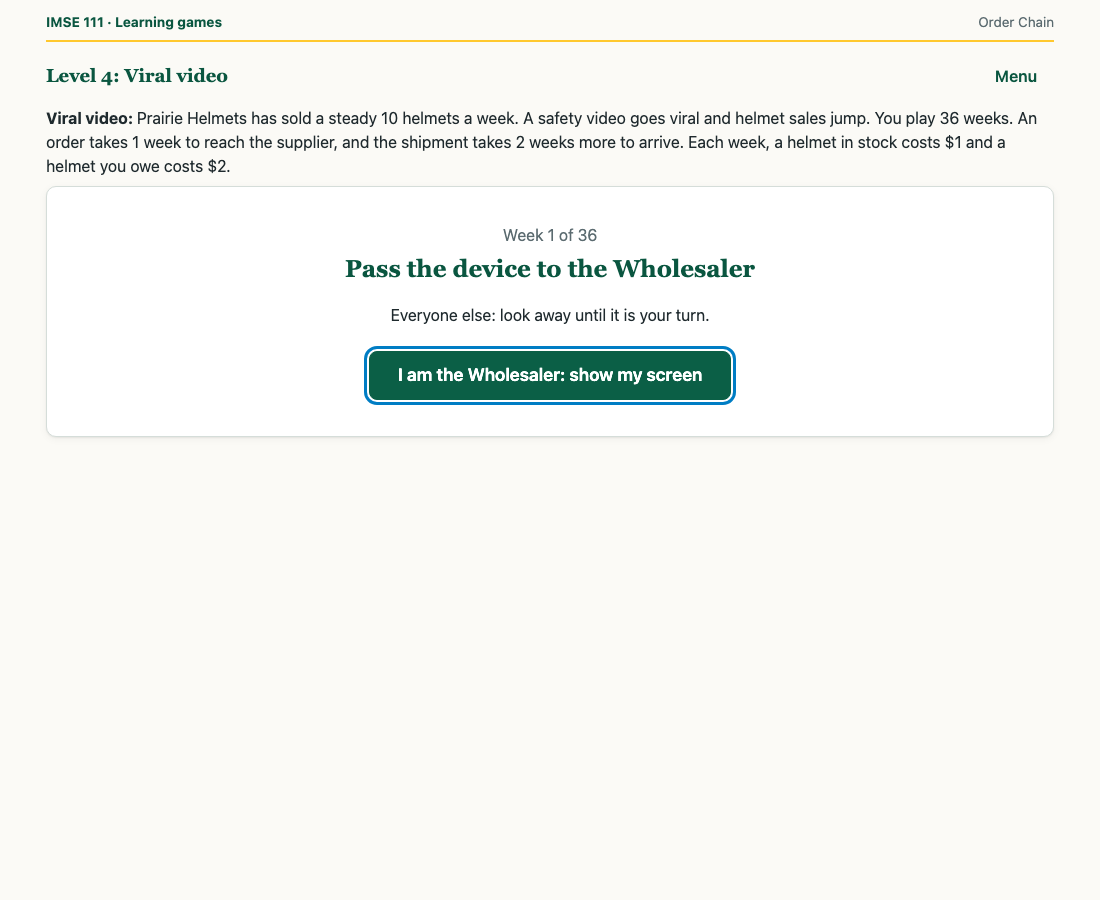 IMSE 111 · Learning games
Order Chain
Level 4: Viral video
Menu
Viral video: Prairie Helmets has sold a steady 10 helmets a week. A safety video goes viral and helmet sales jump. You play 36 weeks. An
order takes 1 week to reach the supplier, and the shipment takes 2 weeks more to arrive. Each week, a helmet in stock costs $1 and a
helmet you owe costs $2.
Week 1 of 36
Pass the device to the Wholesaler
Everyone else: look away until it is your turn.
I am the Wholesaler: show my screen